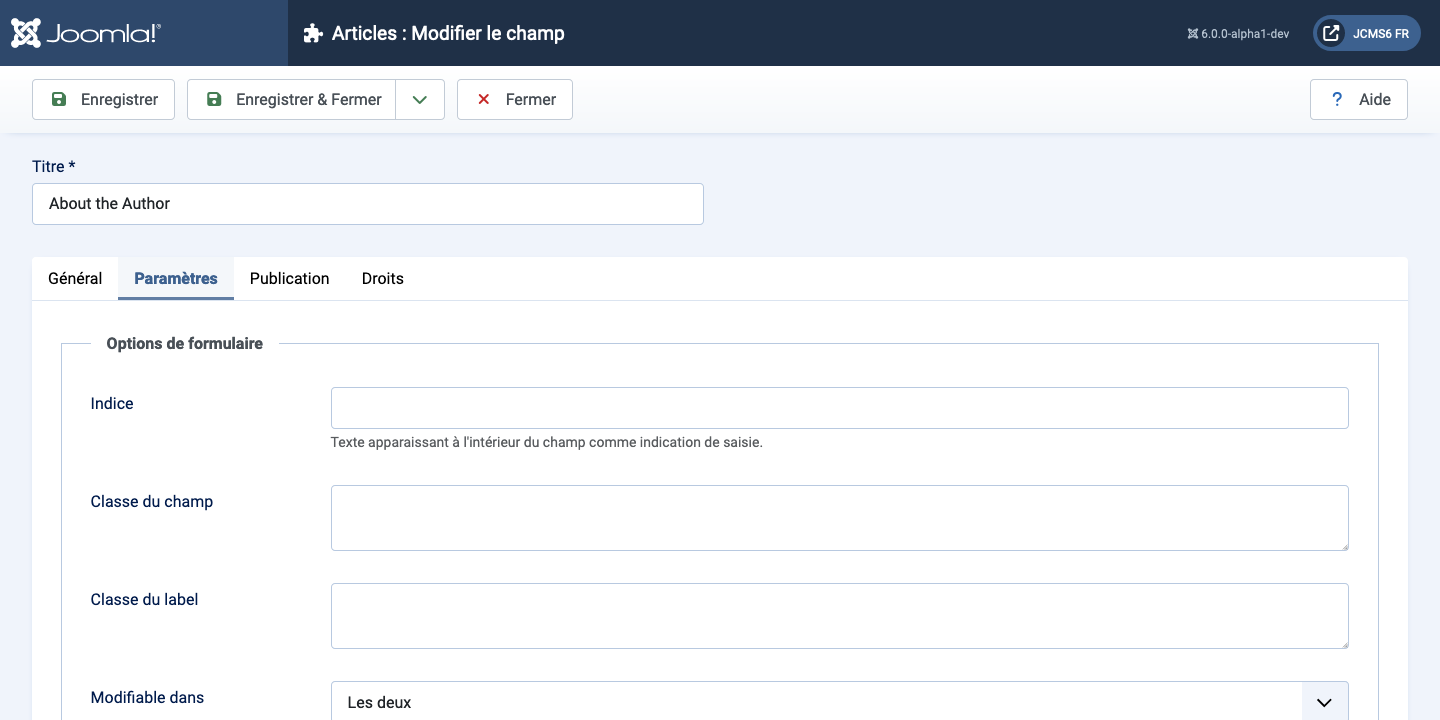 Joomla!®
Articles : Modifier le champ
6.0.0-alpha1-dev
JCMS6 FR
Enregistrer
Enregistrer & Fermer
Fermer
? Aide
Titre *
About the Author
Général
Paramètres
Publication
Droits
Options de formulaire
Indice
Texte apparaissant à l'intérieur du champ comme indication de saisie.
Classe du champ
Classe du label
Modifiable dans
Les deux